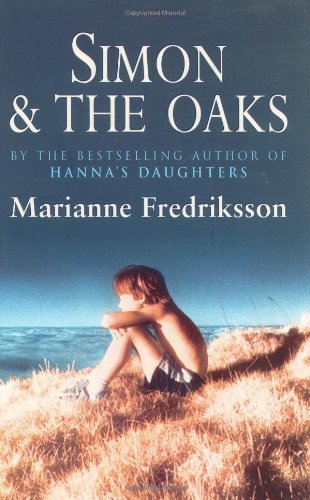 SIMON
& THE OAKS
BY THE BESTSELLING AUTHOR OF
HANNA'S DAUGHTERS
Marianne Fredriksson